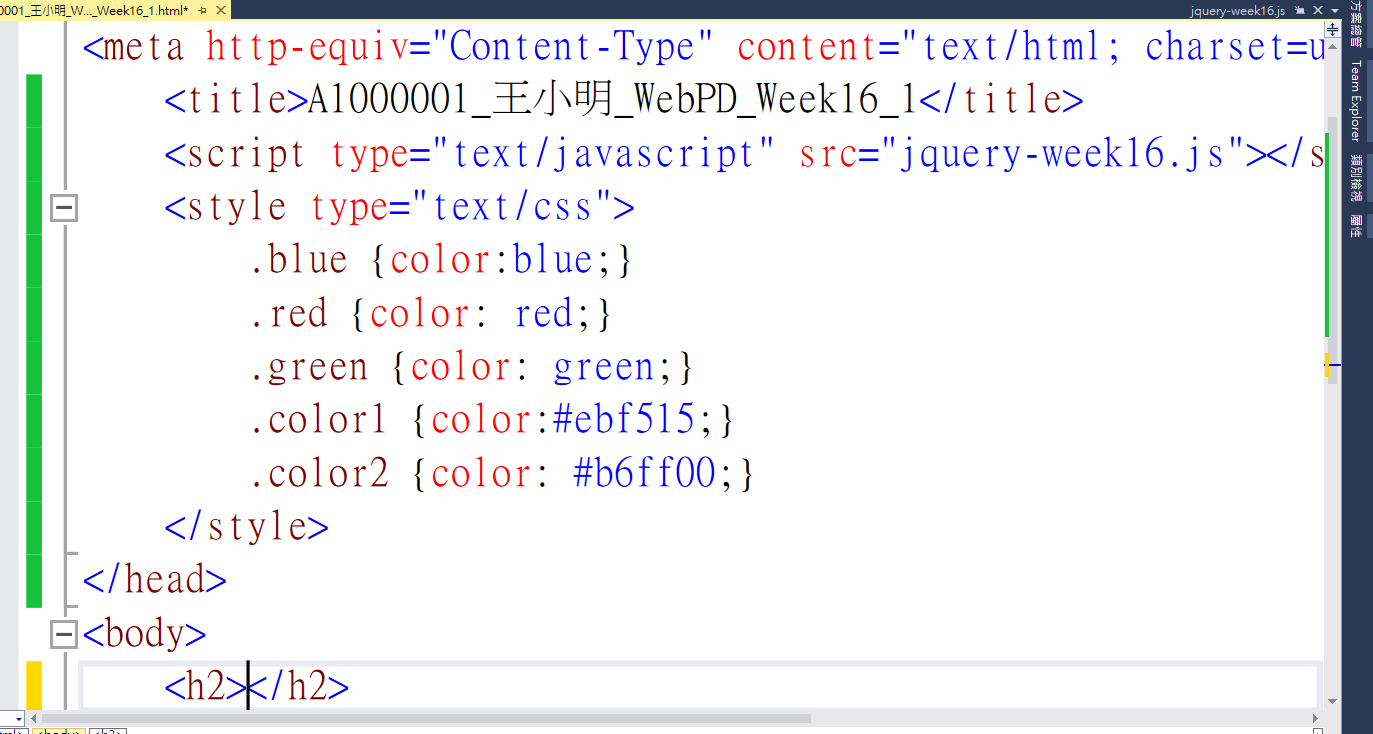 0001_王小明_W..._Week16_1.html*
jquery-week16.js
<meta http-equiv="Content-Type" content="text/html; charset=u
<title>A1000001_王小明_WebPD_Week16_1</title>
<script type="text/javascript" src="jquery-week16.js"></s
<style type="text/css">
.blue {color:blue;}
.red {color: red;}
.green {color: green;}
.color1 {color:#ebf515;}
.color2 {color: #b6ff00;}
</style>
</head>
<body>
<h2></h2>
方案總管
Team Explorer
類別檢視
屬性
<body>
<h2>